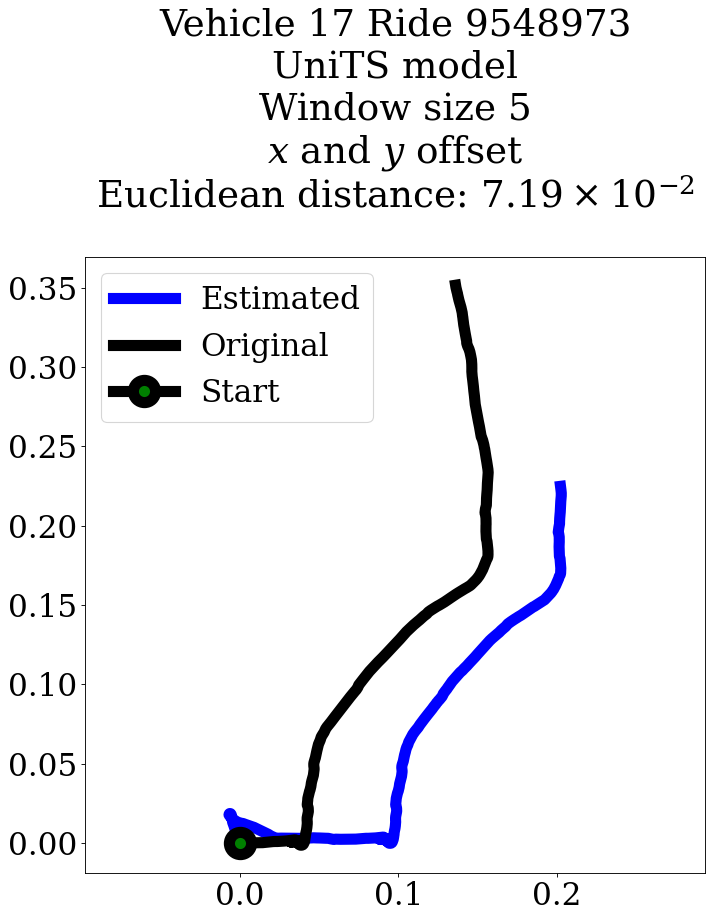 Vehicle 17 Ride 9548973
UniTS model
Window size 5
x and y offset
Euclidean distance: 7.19 × 10⁻²
Estimated
Original
Start
0.35
0.30
0.25
0.20
0.15
0.10
0.05
0.00
0.0 0.1 0.2